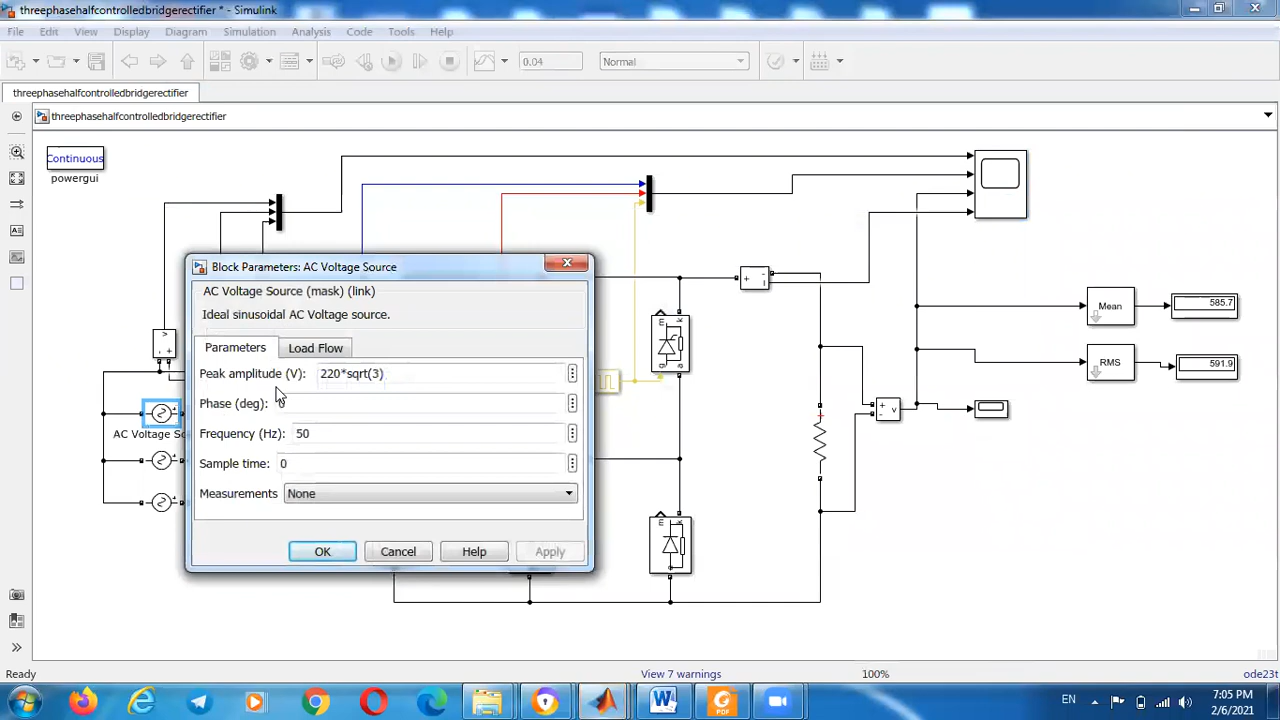 threephasehalfcontrolledbridgerectifier * - Simulink
File Edit View Display Diagram Simulation Analysis Code Tools Help
0.04 Normal
threephasehalfcontrolledbridgerectifier
threephasehalfcontrolledbridgerectifier
Continuous
powergui
Block Parameters: AC Voltage Source
AC Voltage Source (mask) (link)
Ideal sinusoidal AC Voltage source.
Parameters Load Flow
Peak amplitude (V): 220*sqrt(3)
Phase (deg): 0
Frequency (Hz): 50
Sample time: 0
Measurements None
OK Cancel Help Apply
AC Voltage So
Mean 585.7
RMS 591.9
m k
g a
m k
v
Ready View 7 warnings 100% ode23t
W PDF EN 7:05 PM
2/6/2021